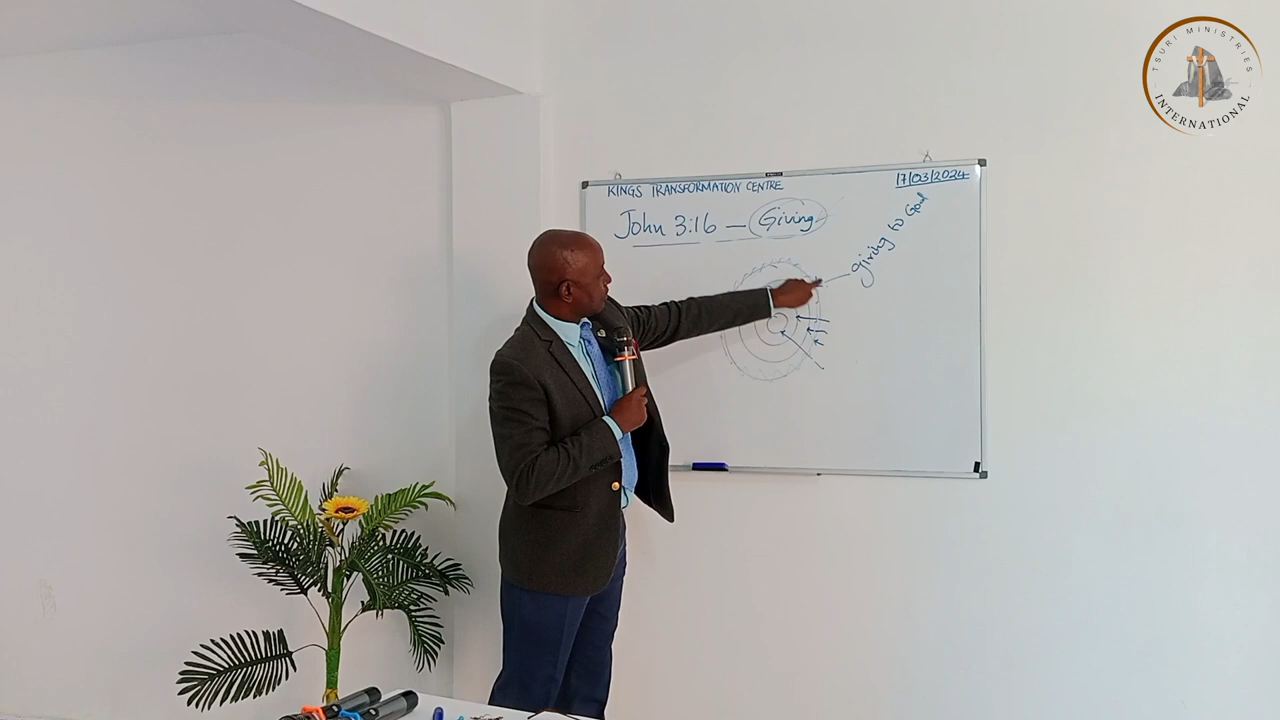 TSURI MINISTRIES
INTERNATIONAL
KINGS TRANSFORMATION CENTRE
17/03/2024
John 3:16 — Giving
Giving to God